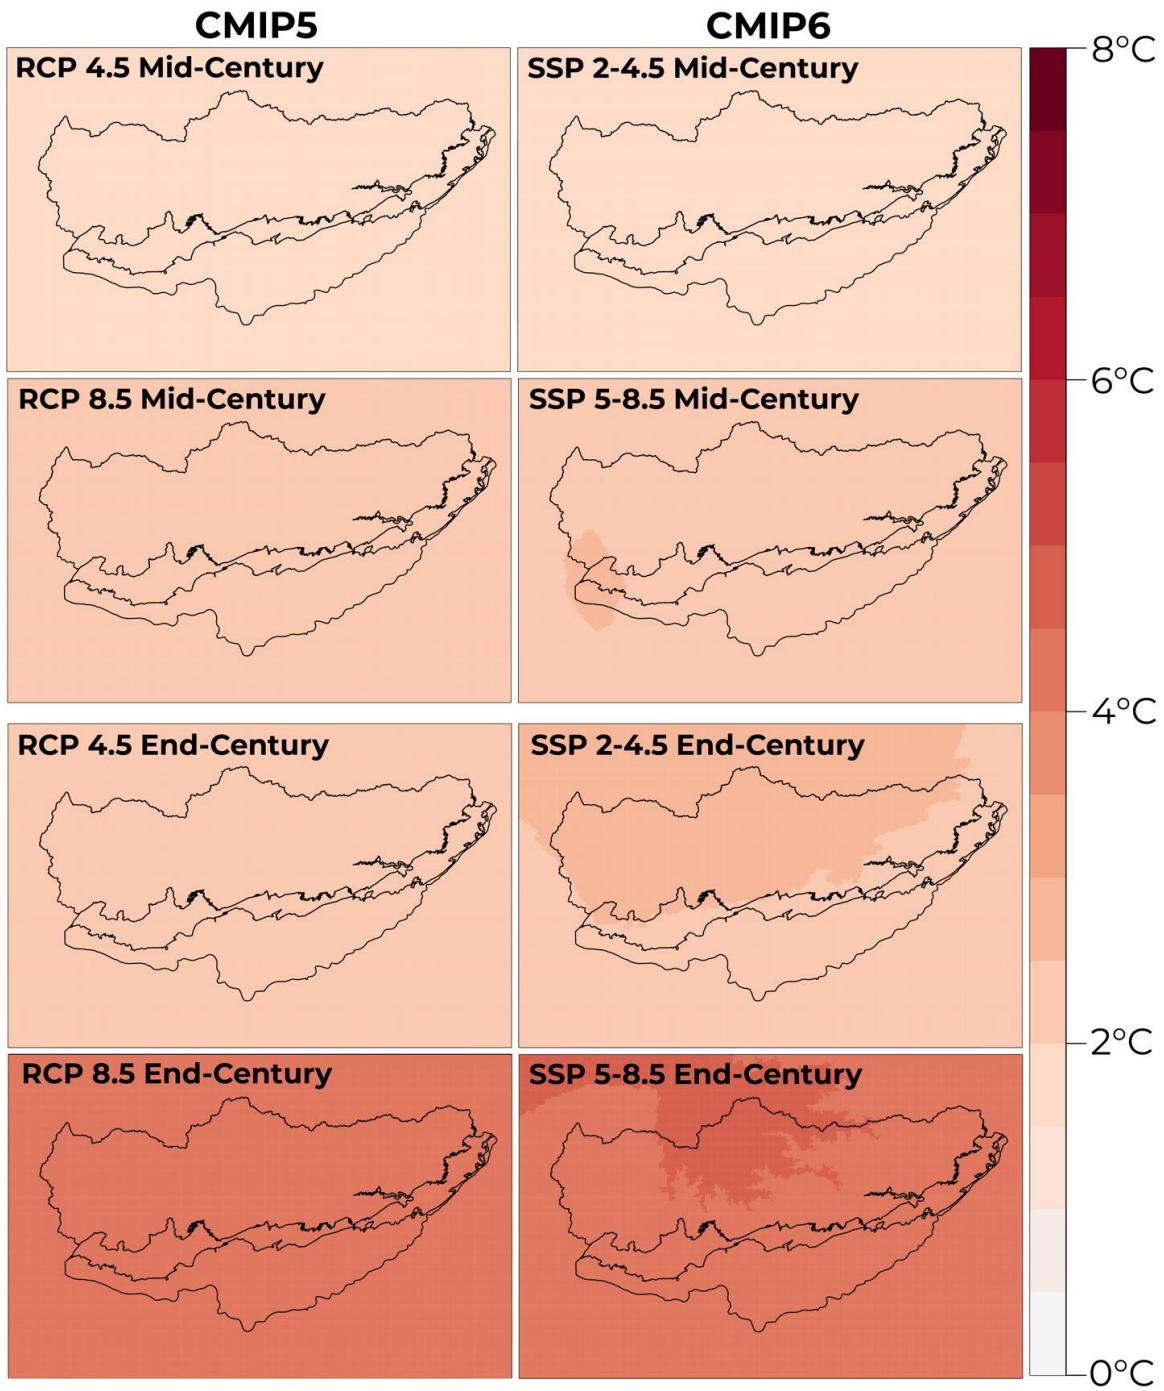 CMIP5
CMIP6
RCP 4.5 Mid-Century
SSP 2-4.5 Mid-Century
8°C
RCP 8.5 Mid-Century
SSP 5-8.5 Mid-Century
6°C
4°C
RCP 4.5 End-Century
SSP 2-4.5 End-Century
2°C
RCP 8.5 End-Century
SSP 5-8.5 End-Century
0°C